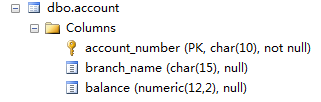 dbo.account
Columns
account_number (PK, char(10), not null)
branch_name (char(15), null)
balance (numeric(12,2), null)